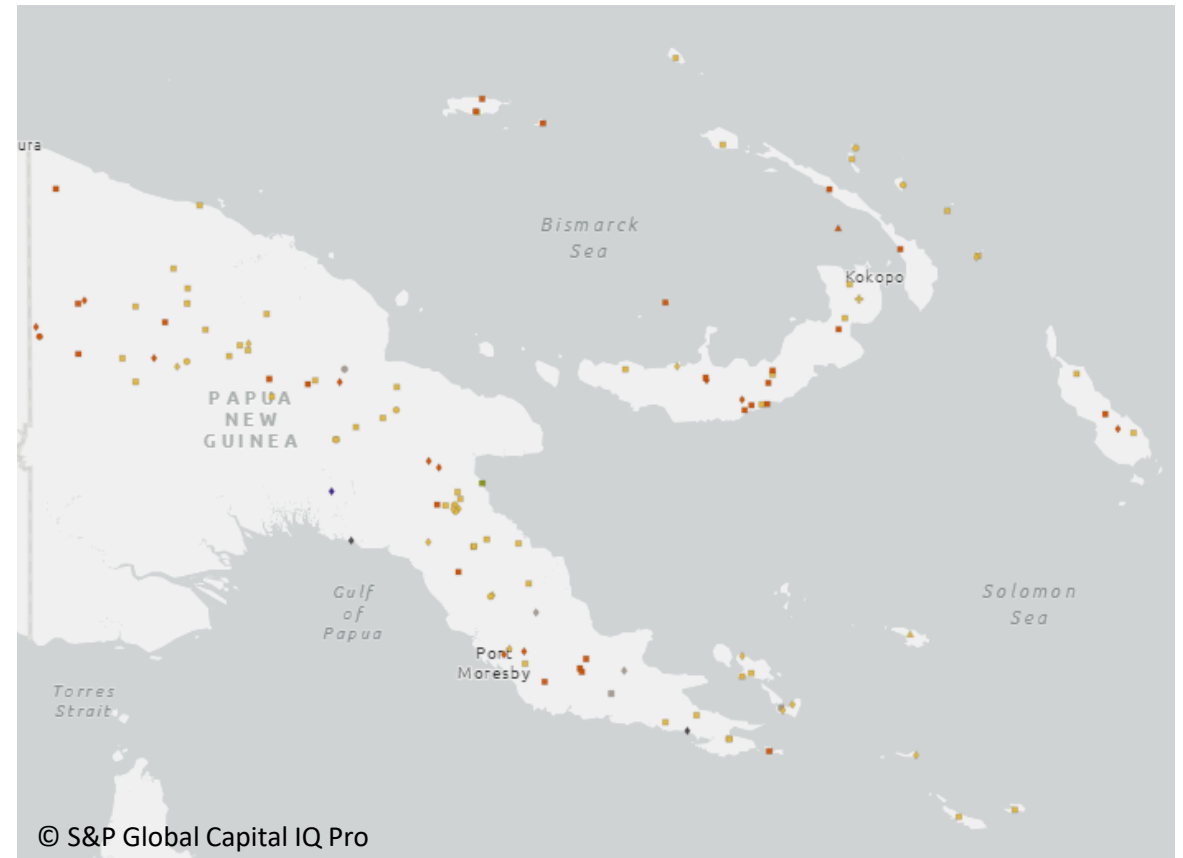 ura
Bismarck
Sea
Kokopo
PAPUA
NEW
GUINEA
Gulf
of
Papua
Solomon
Sea
Port
Moresby
Torres
Strait
© S&P Global Capital IQ Pro